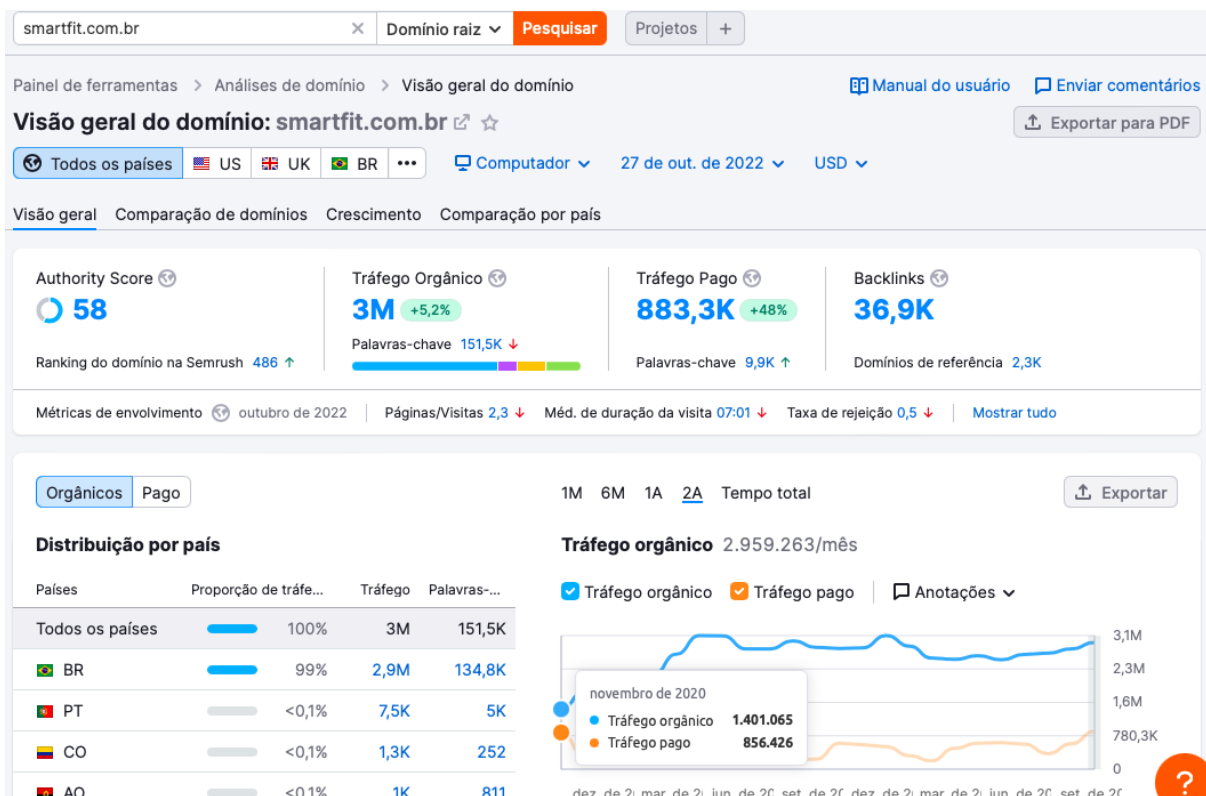 smartfit.com.br × Domínio raiz Pesquisar Projetos +
Painel de ferramentas > Análises de domínio > Visão geral do domínio Manual do usuário Enviar comentários
Visão geral do domínio: smartfit.com.br Exportar para PDF
Todos os países US UK BR ••• Computador 27 de out. de 2022 USD
Visão geral Comparação de domínios Crescimento Comparação por país
Authority Score Tráfego Orgânico Tráfego Pago Backlinks
58 3M +5,2% 883,3K +48% 36,9K
Palavras-chave 151,5K ↓
Ranking do domínio na Semrush 486 ↑ Palavras-chave 9,9K ↑ Domínios de referência 2,3K
Métricas de envolvimento outubro de 2022 Páginas/Visitas 2,3 ↓ Méd. de duração da visita 07:01 ↓ Taxa de rejeição 0,5 ↓ Mostrar tudo
Orgânicos Pago 1M 6M 1A 2A Tempo total Exportar
Distribuição por país Tráfego orgânico 2.959.263/mês
Países Proporção de tráfe... Tráfego Palavras-... Tráfego orgânico Tráfego pago Anotações
Todos os países 100% 3M 151,5K 3,1M
BR 99% 2,9M 134,8K 2,3M
novembro de 2020
PT <0,1% 7,5K 5K 1,6M
Tráfego orgânico 1.401.065
Tráfego pago 856.426 780,3K
CO <0,1% 1,3K 252
0
AO <0,1% 1K 811 ?